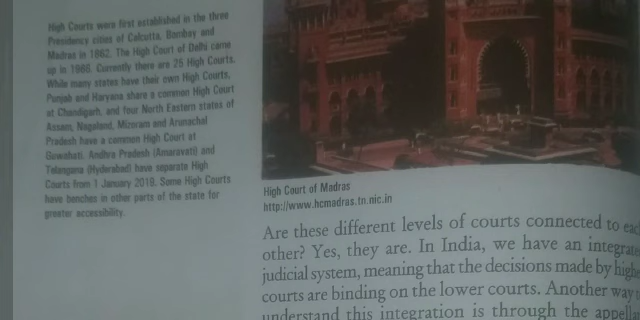 High Courts were first established in the three
Presidency cities of Calcutta, Bombay and
Madras in 1862. The High Court of Delhi came
up in 1966. Currently there are 25 High Courts.
While many states have their own High Courts,
Punjab and Haryana share a common High Court
at Chandigarh, and four North Eastern states of
Assam, Nagaland, Mizoram and Arunachal
Pradesh have a common High Court at
Guwahati. Andhra Pradesh (Amaravati) and
Telangana (Hyderabad) have separate High
Courts from 1 January 2019. Some High Courts
have benches in other parts of the state for
greater accessibility.
High Court of Madras
http://www.hcmadras.tn.nic.in
Are these different levels of courts connected to eac
other? Yes, they are. In India, we have an integrate
judicial system, meaning that the decisions made by highe
courts are binding on the lower courts. Another way t
understand this integration is through the appella